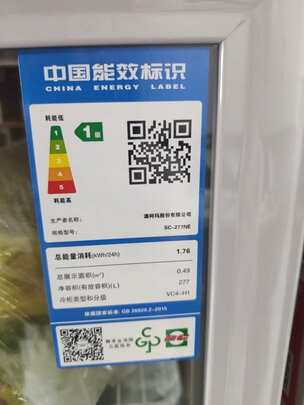 中国能效标识
CHINA ENERGY LABEL
耗能低
1
1级
2
3
4
5
耗能高
生产者名称
澳柯玛股份有限公司
规格型号:
SC-277NE
总能量消耗(kWh/24h)
1.76
总展示面积(m²)
0.49
净容积(有效容积)(L)
277
冷柜类型和分级
VC4-H1
依据国家标准: GB 26920.2-2015